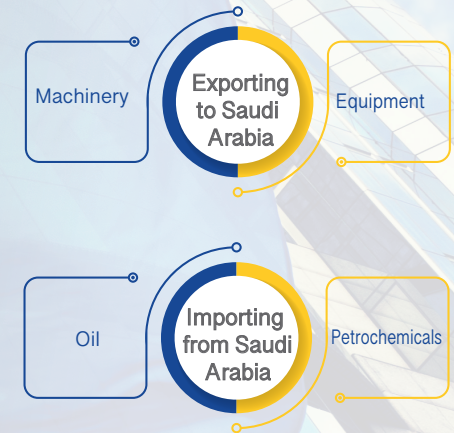 Machinery
Exporting
to Saudi
Arabia
Equipment
Oil
Importing
from Saudi
Arabia
Petrochemicals